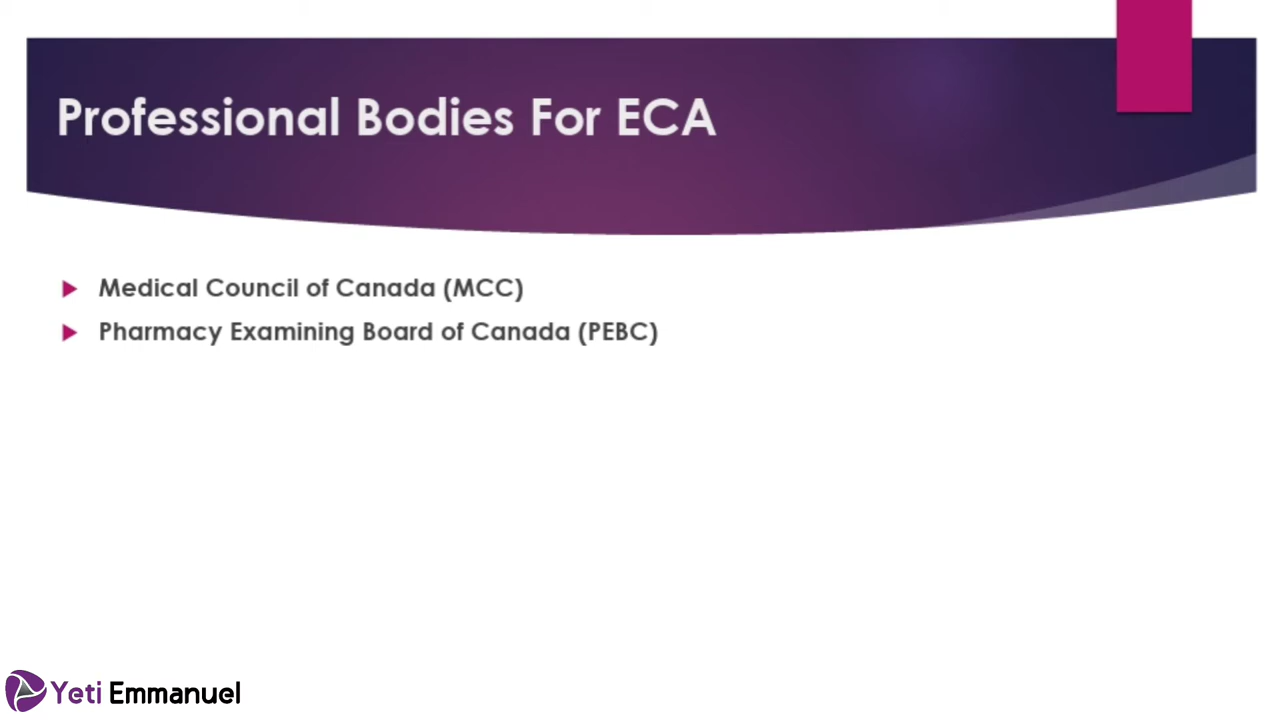 Professional Bodies For ECA
Medical Council of Canada (MCC)
Pharmacy Examining Board of Canada (PEBC)
Yeti Emmanuel